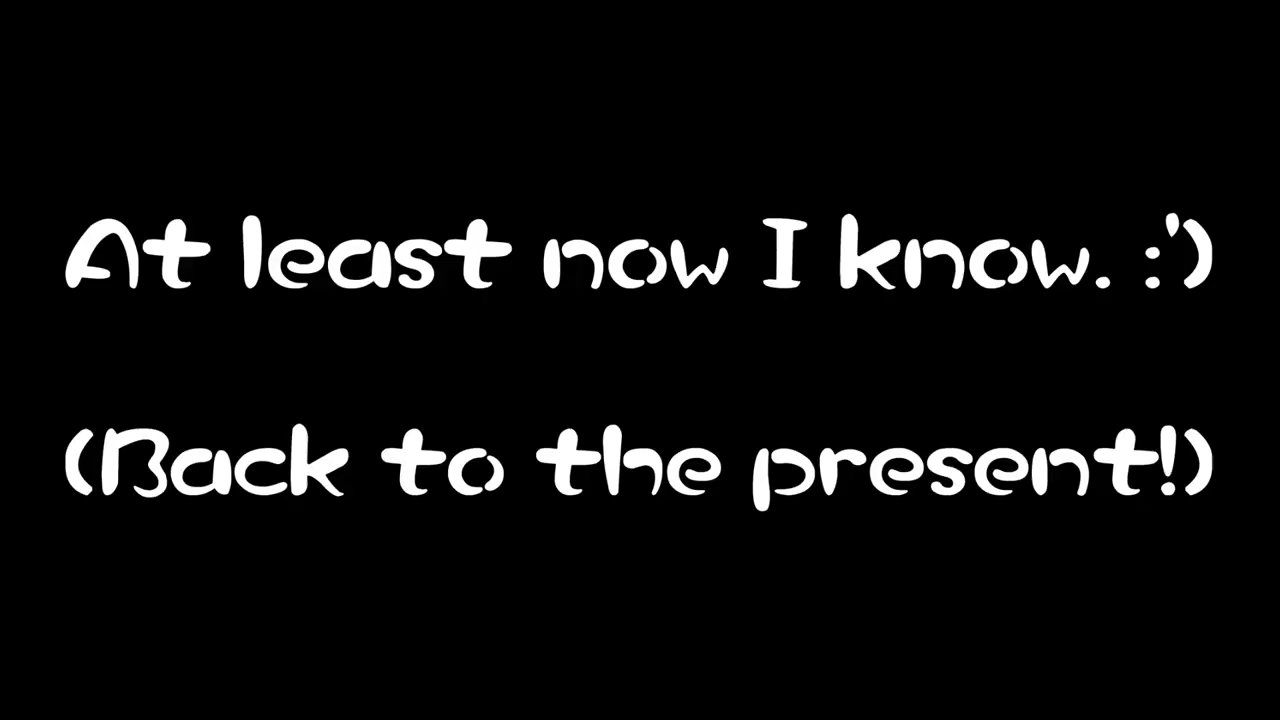 At least now I know. :')
(Back to the present!)